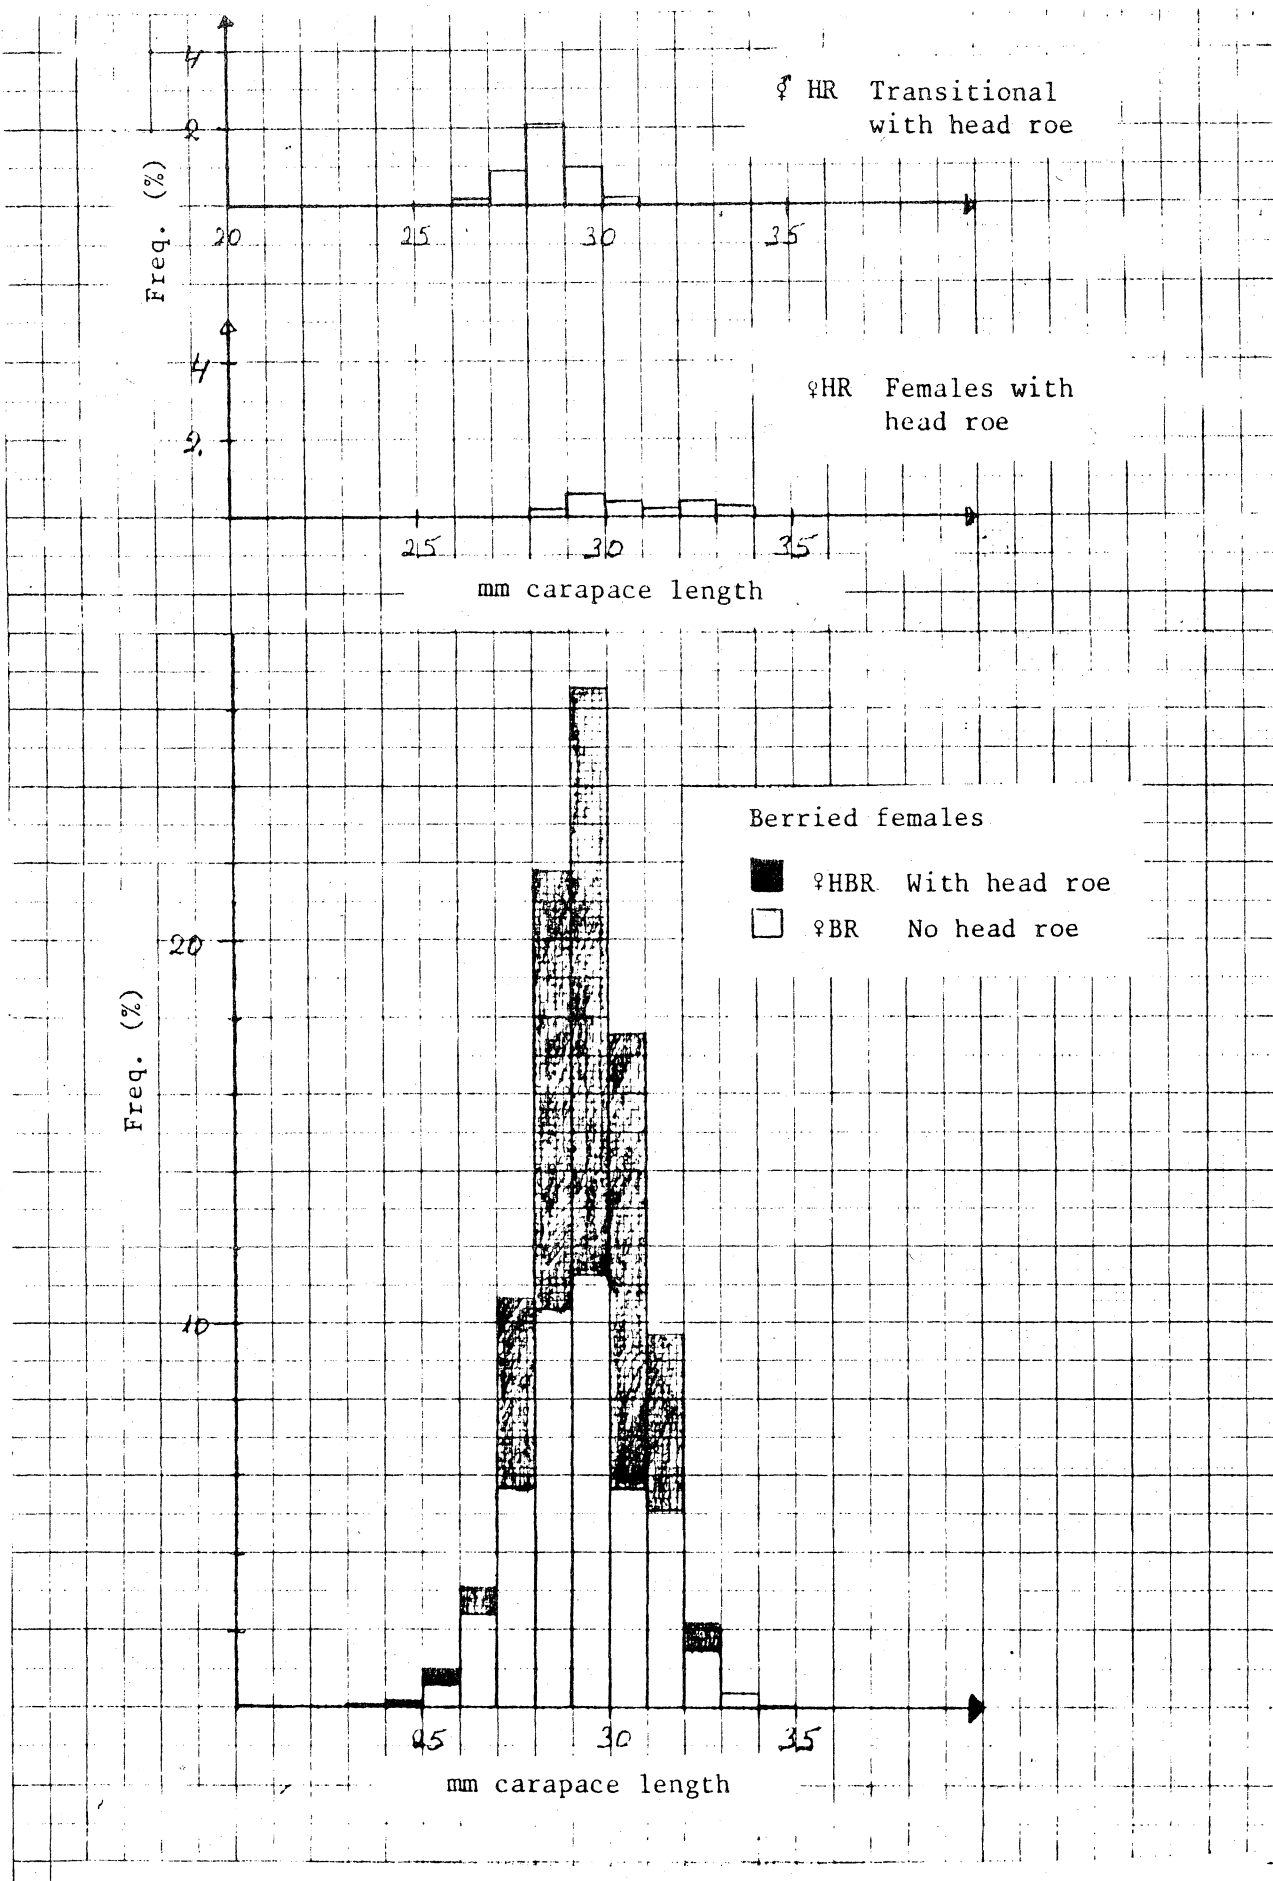 4
⚥ HR Transitional
with head roe
2
Freq. (%)
20 25 30 35
4
♀HR Females with
head roe
2
25 30 35
mm carapace length
Berried females
♀HBR With head roe
♀BR No head roe
20
Freq. (%)
10
25 30 35
mm carapace length